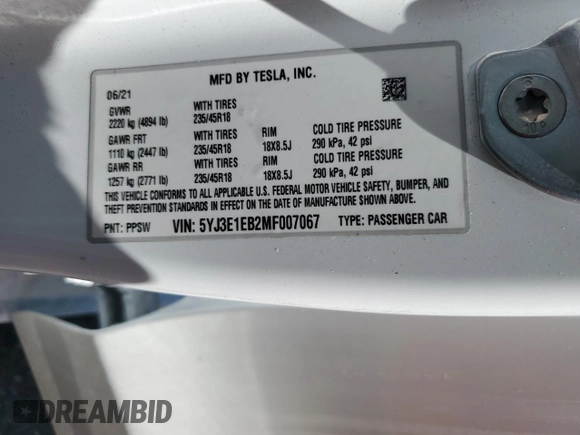 MFD BY TESLA, INC.
06/21
GVWR WITH TIRES
2220 kg (4894 lb) 235/45R18
GAWR FRT WITH TIRES RIM COLD TIRE PRESSURE
1110 kg (2447 lb) 235/45R18 18X8.5J 290 kPa, 42 psi
GAWR RR WITH TIRES RIM COLD TIRE PRESSURE
1257 kg (2771 lb) 235/45R18 18X8.5J 290 kPa, 42 psi
THIS VEHICLE CONFORMS TO ALL APPLICABLE U.S. FEDERAL MOTOR VEHICLE SAFETY, BUMPER, AND
THEFT PREVENTION STANDARDS IN EFFECT ON THE DATE OF MANUFACTURE SHOWN ABOVE.
PNT: PPSW VIN: 5YJ3E1EB2MF007067 TYPE: PASSENGER CAR
DREAMBID